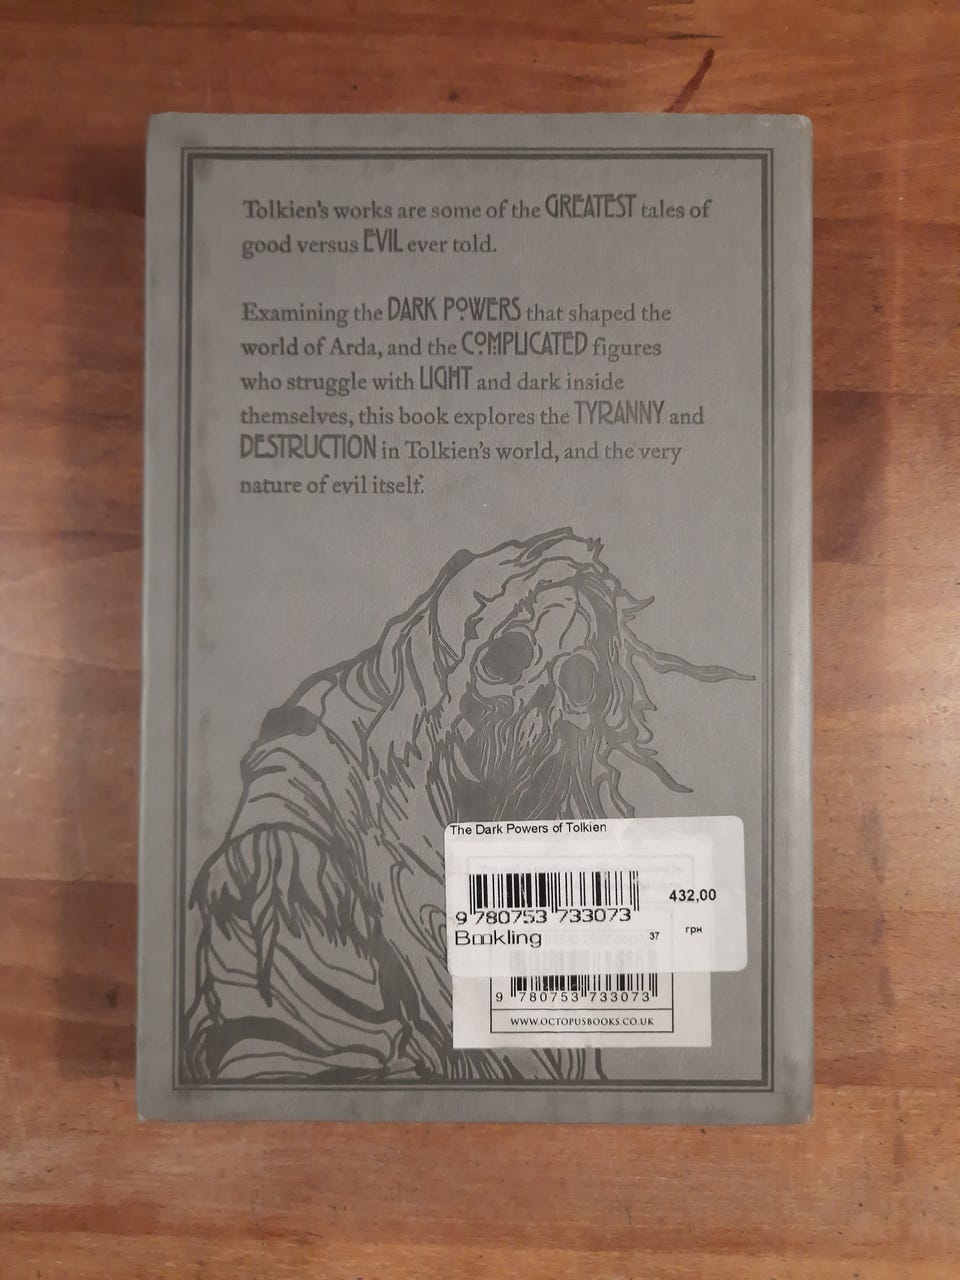 Tolkien's works are some of the GREATEST tales of
good versus EVIL ever told.
Examining the DARK POWERS that shaped the
world of Arda, and the COMPLICATED figures
who struggle with LIGHT and dark inside
themselves, this book explores the TYRANNY and
DESTRUCTION in Tolkien's world, and the very
nature of evil itself.
The Dark Powers of Tolkien
9 780753 733073
432,00
Bookling
37
грн
9 780753 733073
WWW.OCTOPUSBOOKS.CO.UK